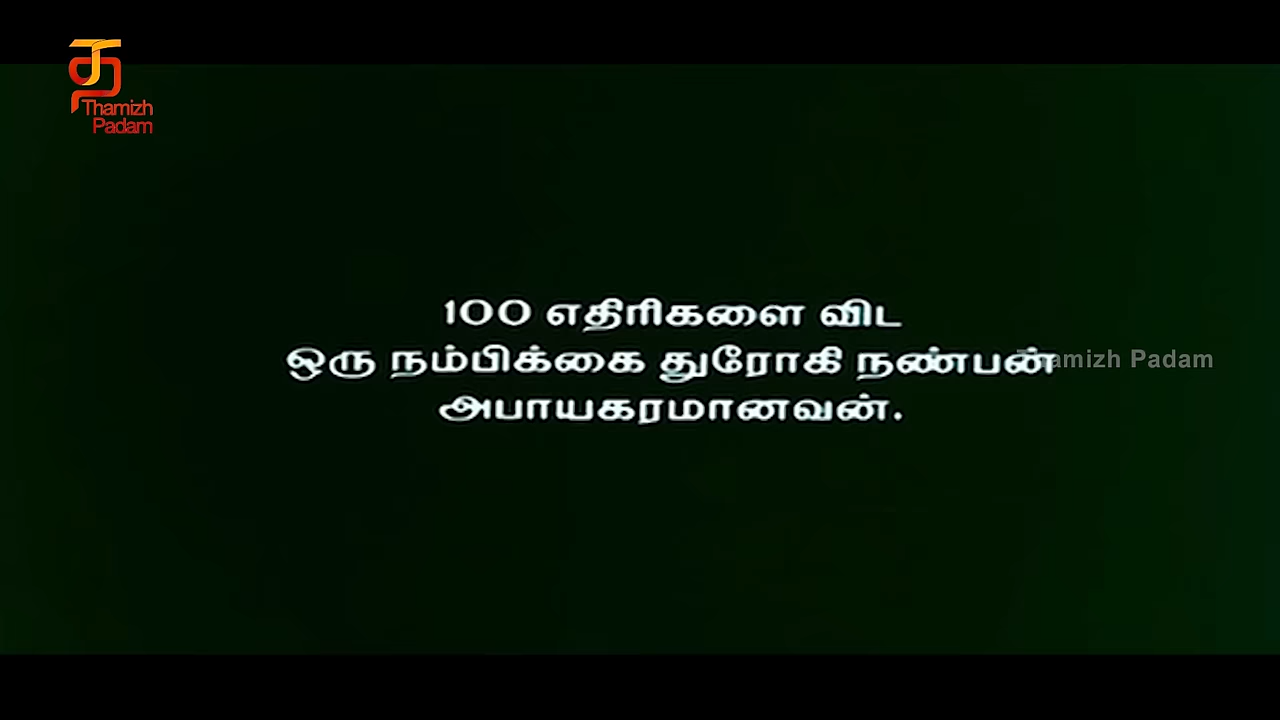 த
Thamizh
Padam
100 எதிரிகளை விட
ஒரு நம்பிக்கை துரோகி நண்பன்
Thamizh Padam
அபாயகரமானவன்.